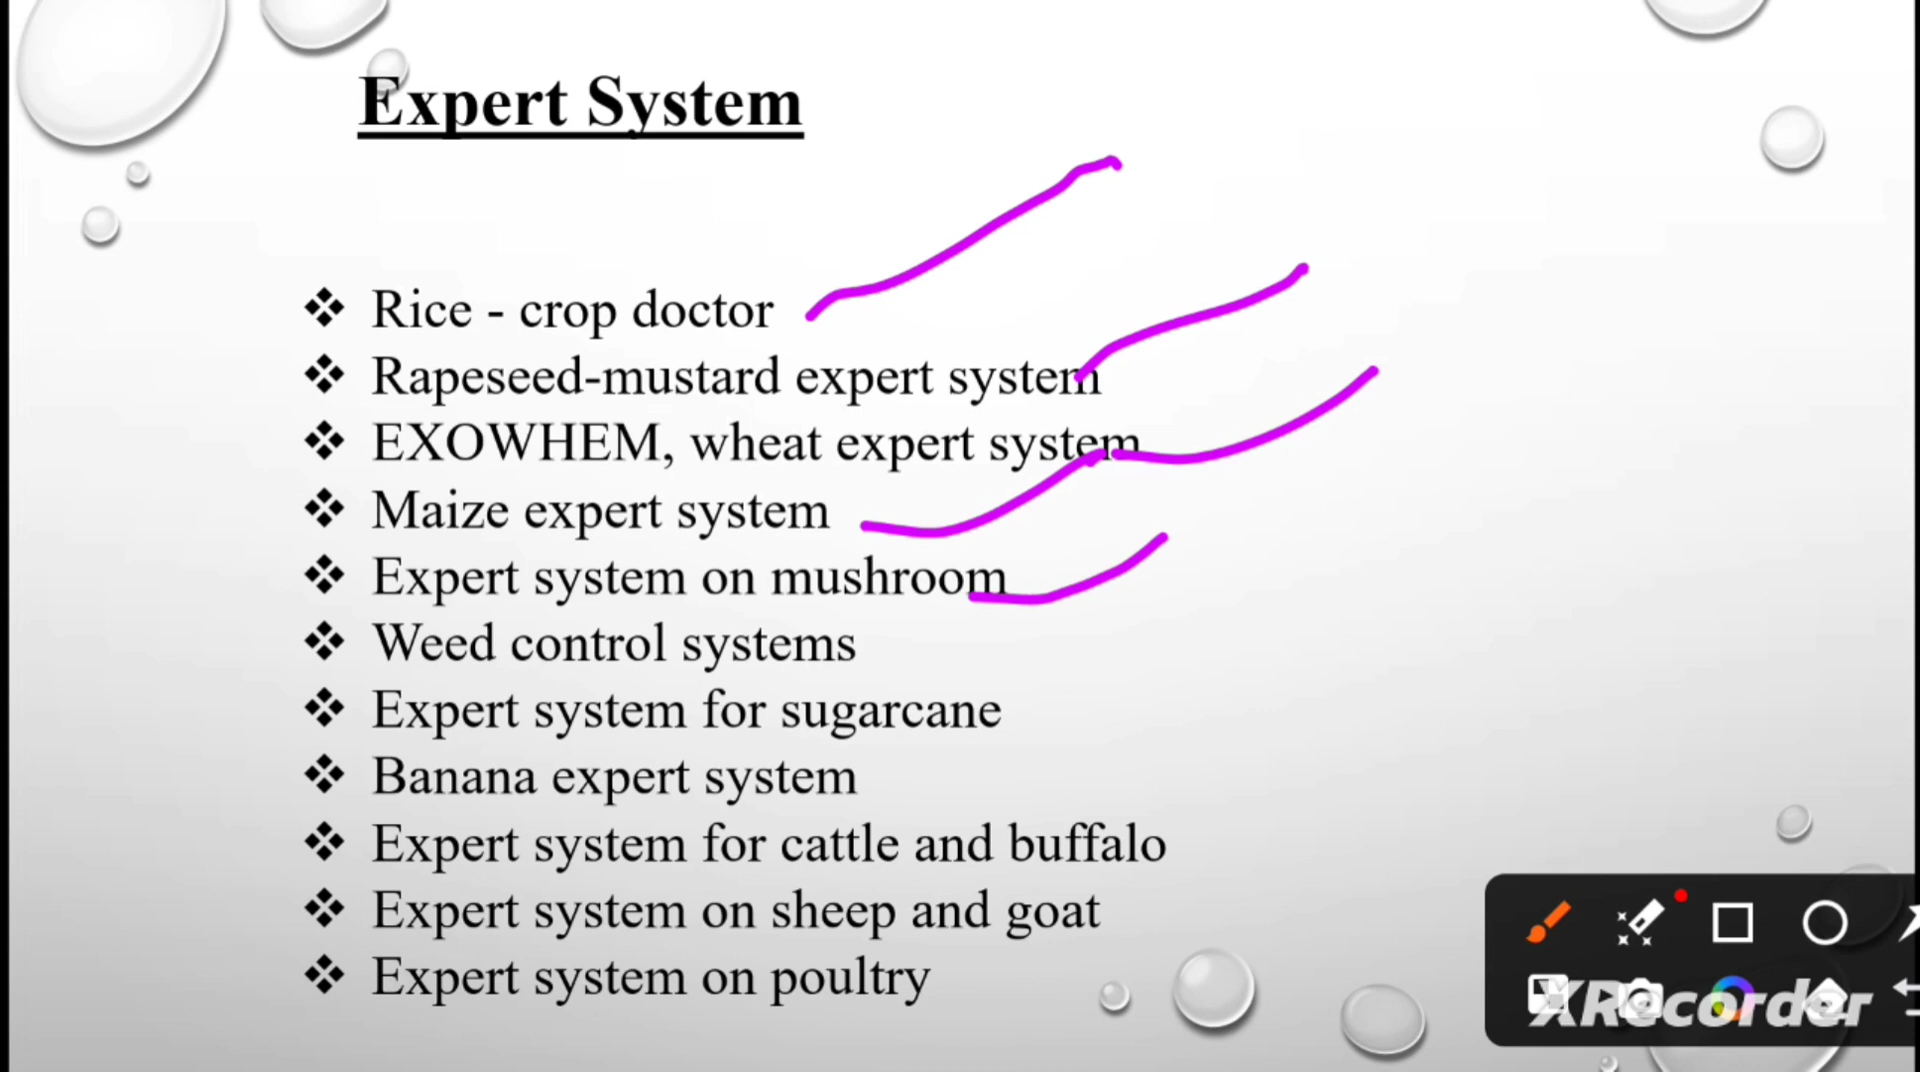 Expert System
❖ Rice - crop doctor
❖ Rapeseed-mustard expert system
❖ EXOWHEM, wheat expert system
❖ Maize expert system
❖ Expert system on mushroom
❖ Weed control systems
❖ Expert system for sugarcane
❖ Banana expert system
❖ Expert system for cattle and buffalo
❖ Expert system on sheep and goat
❖ Expert system on poultry
XRecorder